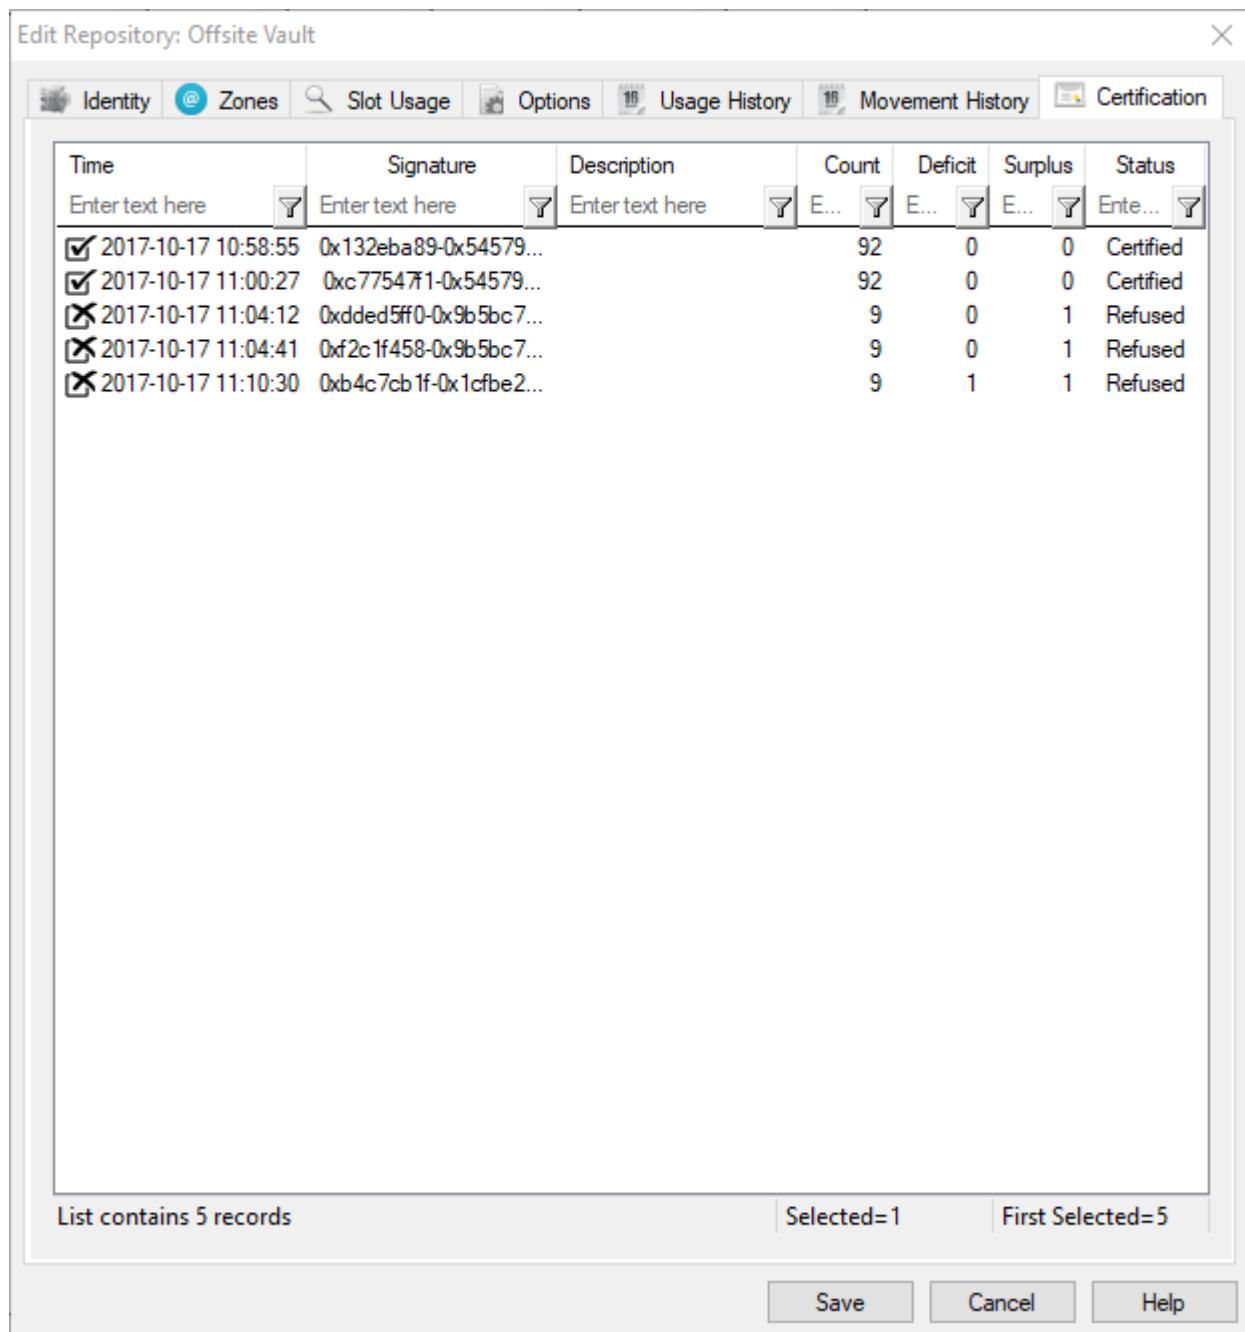 Edit Repository: Offsite Vault
Identity Zones Slot Usage Options Usage History Movement History Certification
Time Signature Description Count Deficit Surplus Status
Enter text here Enter text here Enter text here E... E... E... Ente...
2017-10-17 10:58:55 0x132eba89-0x54579... 92 0 0 Certified
2017-10-17 11:00:27 0xc77547f1-0x54579... 92 0 0 Certified
2017-10-17 11:04:12 0xdded5ff0-0x9b5bc7... 9 0 1 Refused
2017-10-17 11:04:41 0xf2c1f458-0x9b5bc7... 9 0 1 Refused
2017-10-17 11:10:30 0xb4c7cb1f-0x1cfbe2... 9 1 1 Refused
List contains 5 records Selected=1 First Selected=5
Save Cancel Help